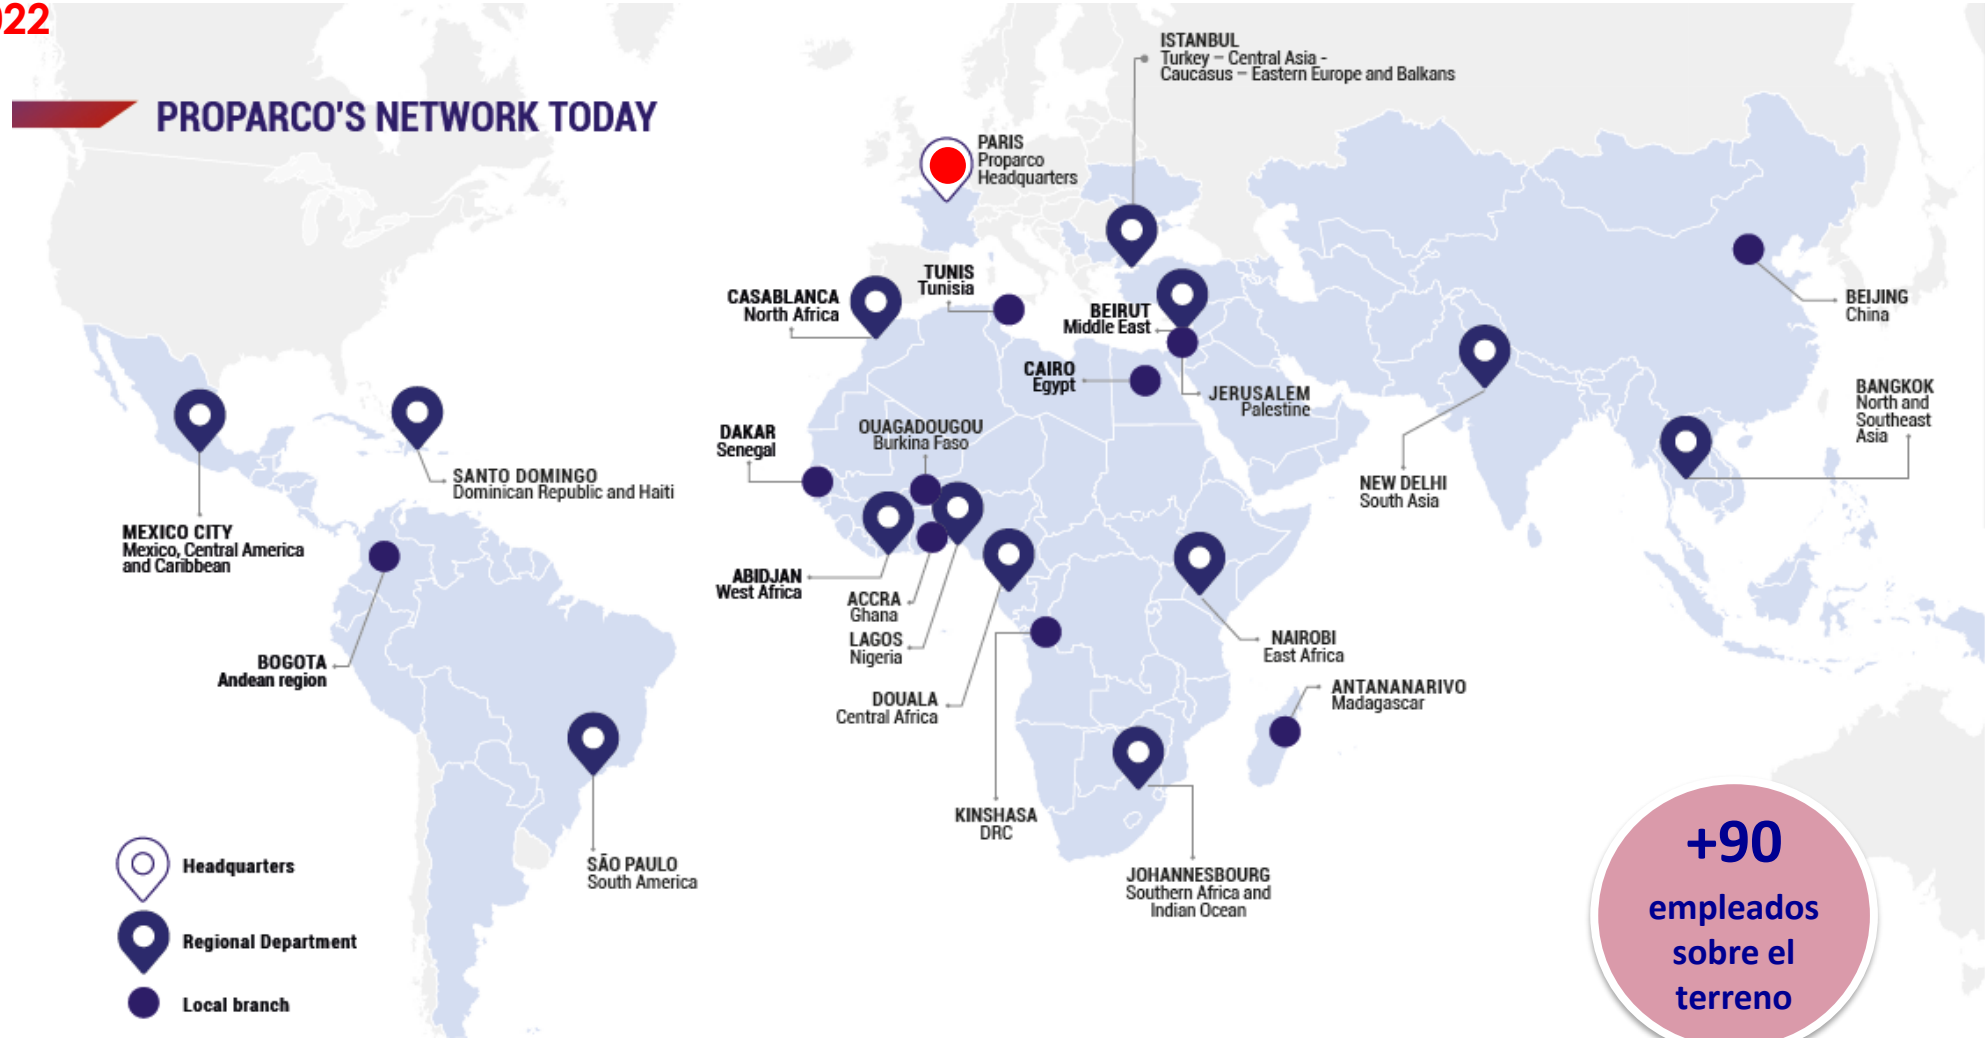 022
PROPARCO'S NETWORK TODAY
ISTANBUL
Turkey – Central Asia -
Caucasus – Eastern Europe and Balkans
PARIS
Proparco
Headquarters
TUNIS
Tunisia
CASABLANCA
North Africa
BEIRUT
Middle East
CAIRO
Egypt
JERUSALEM
Palestine
BEIJING
China
BANGKOK
North and
Southeast
Asia
NEW DELHI
South Asia
DAKAR
Senegal
OUAGADOUGOU
Burkina Faso
SANTO DOMINGO
Dominican Republic and Haiti
MEXICO CITY
Mexico, Central America
and Caribbean
ABIDJAN
West Africa
ACCRA
Ghana
LAGOS
Nigeria
NAIROBI
East Africa
BOGOTA
Andean region
DOUALA
Central Africa
ANTANANARIVO
Madagascar
KINSHASA
DRC
SÃO PAULO
South America
JOHANNESBOURG
Southern Africa and
Indian Ocean
Headquarters
Regional Department
Local branch
+90
empleados
sobre el
terreno